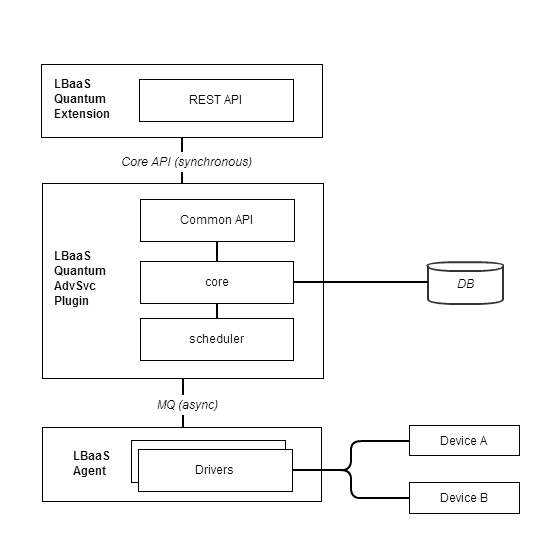 LBaaS
Quantum
Extension
REST API
Core API (synchronous)
Common API
LBaaS
Quantum
AdvSvc
Plugin
core
DB
scheduler
MQ (async)
LBaaS
Agent
Drivers
Device A
Device B